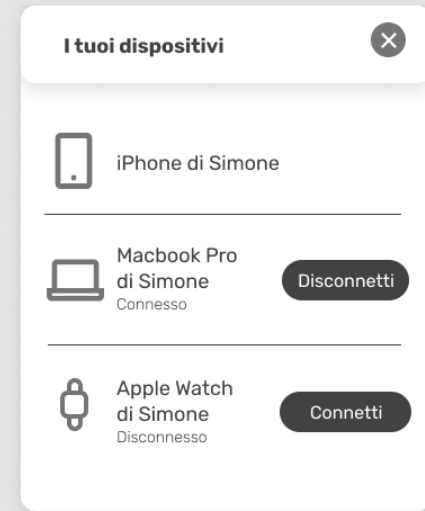 I tuoi dispositivi
iPhone di Simone
Macbook Pro
di Simone
Connesso
Disconnetti
Apple Watch
di Simone
Disconnesso
Connetti